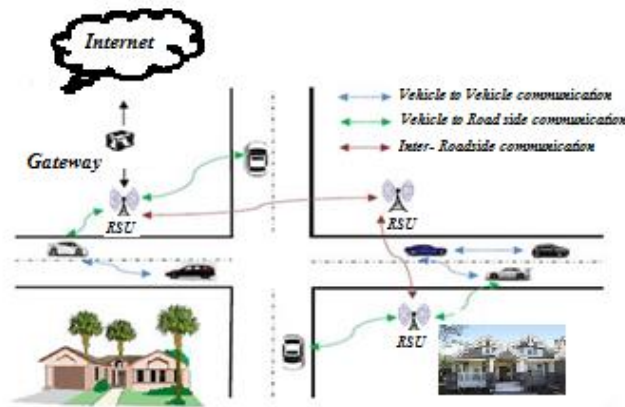 Internet
Vehicle to Vehicle communication
Vehicle to Road side communication
Inter- Roadside communication
Gateway
RSU
RSU
RSU